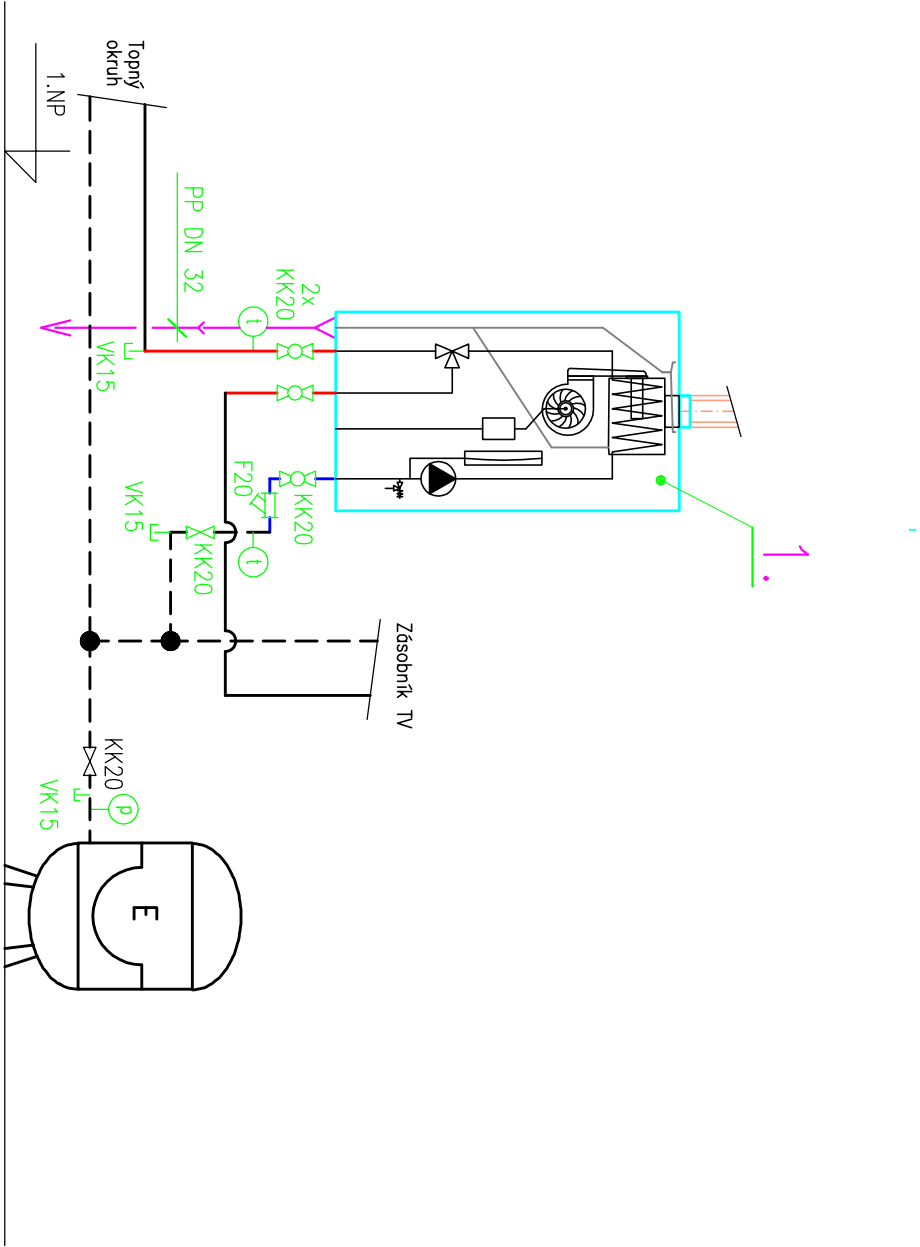 Topný
okruh
1.NP
PP DN 32
2x
KK20
t
VK15
F20
KK20
VK15
KK20
t
1.
Zásobník TV
KK20
VK15
p
E